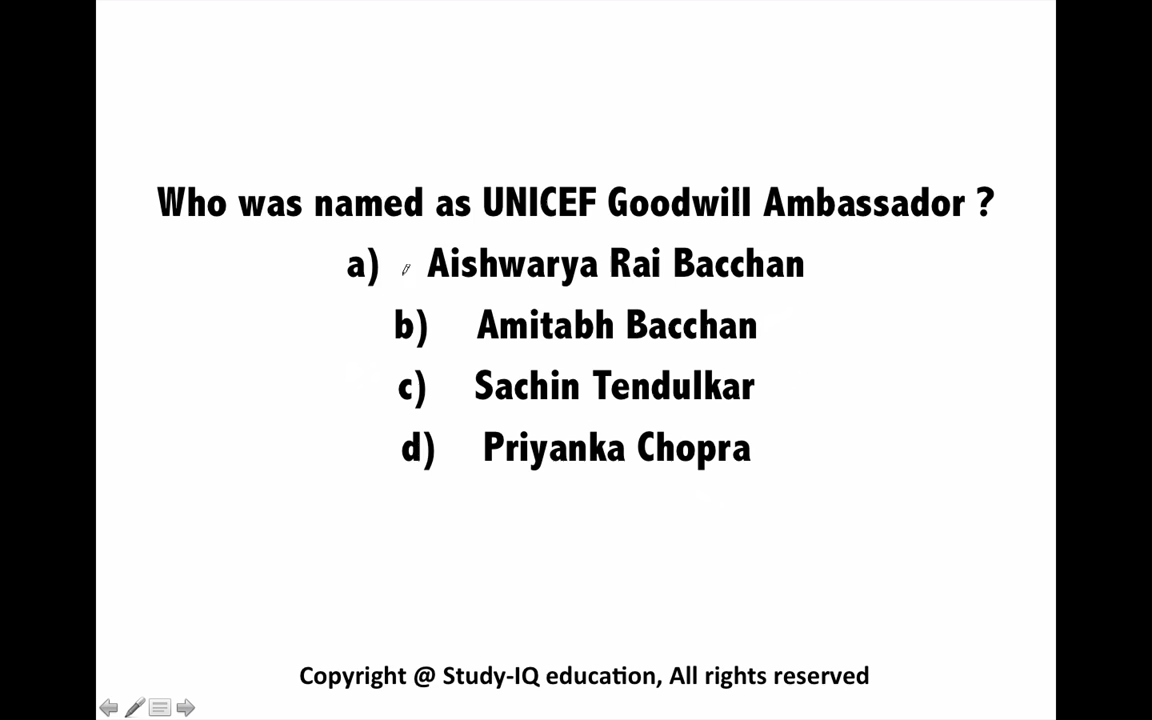 Who was named as UNICEF Goodwill Ambassador ?
a) Aishwarya Rai Bacchan
b) Amitabh Bacchan
c) Sachin Tendulkar
d) Priyanka Chopra
Copyright @ Study-IQ education, All rights reserved